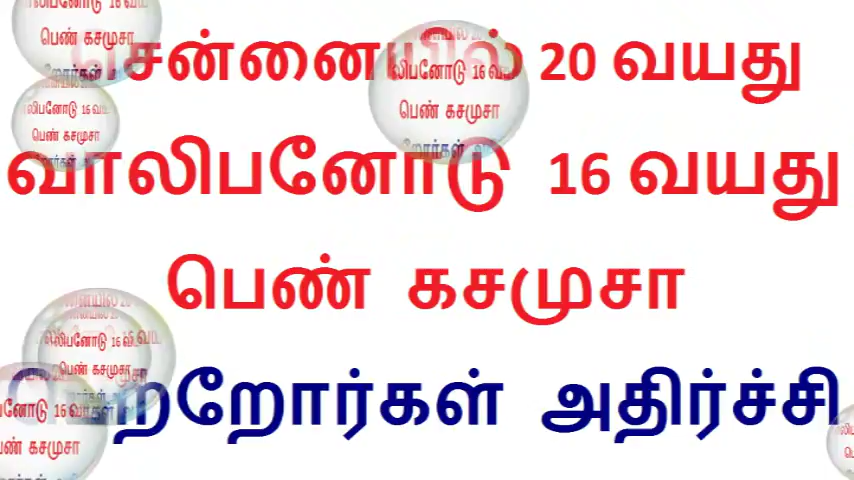 சென்னையில் 20 வயது
வாலிபனோடு 16 வயது
பெண் கசமுசா
பெற்றோர்கள் அதிர்ச்சி